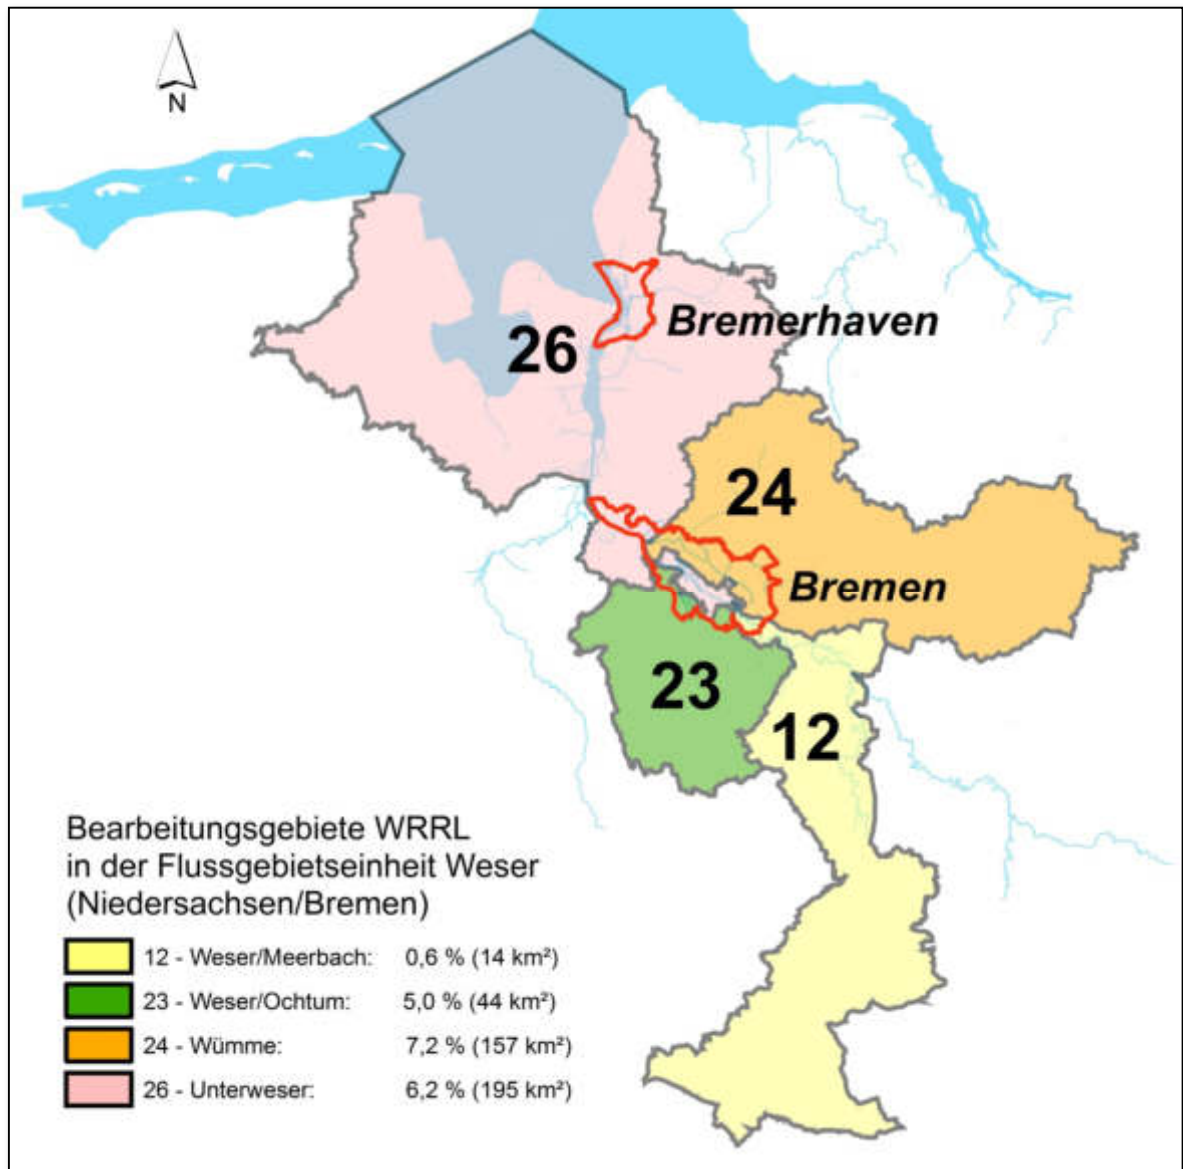 N
26
Bremerhaven
24
Bremen
23
12
Bearbeitungsgebiete WRRL
in der Flussgebietseinheit Weser
(Niedersachsen/Bremen)
12 - Weser/Meerbach: 0,6 % (14 km²)
23 - Weser/Ochtum: 5,0 % (44 km²)
24 - Wümme: 7,2 % (157 km²)
26 - Unterweser: 6,2 % (195 km²)